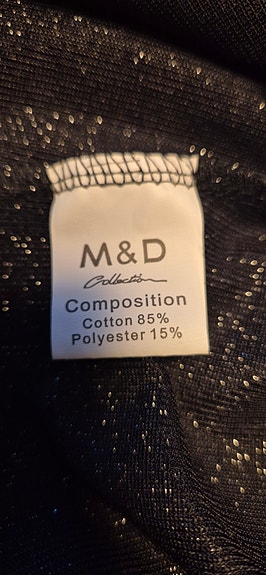 M & D
Collection
Composition
Cotton 85%
Polyester 15%